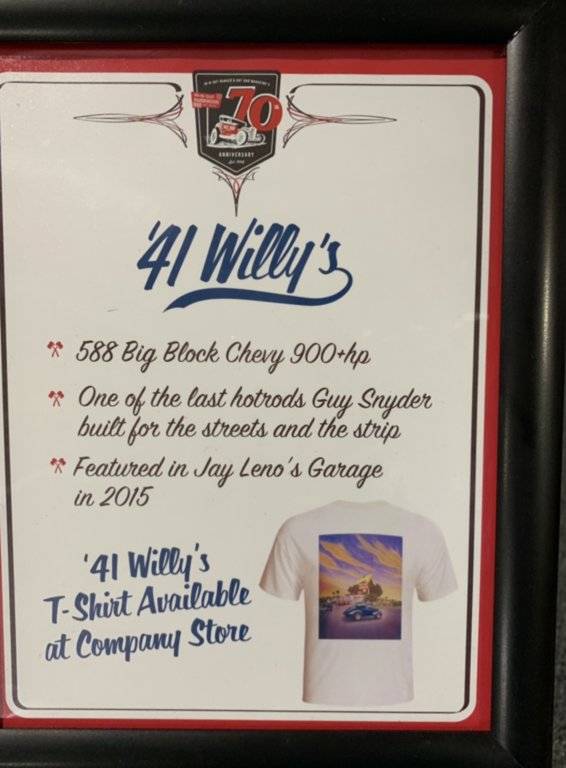 70
ANNIVERSARY
'41 Willy's
588 Big Block Chevy 900+hp
One of the last hotrods Guy Snyder
built for the streets and the strip
Featured in Jay Leno's Garage
in 2015
'41 Willy's
T-Shirt Available
at Company Store